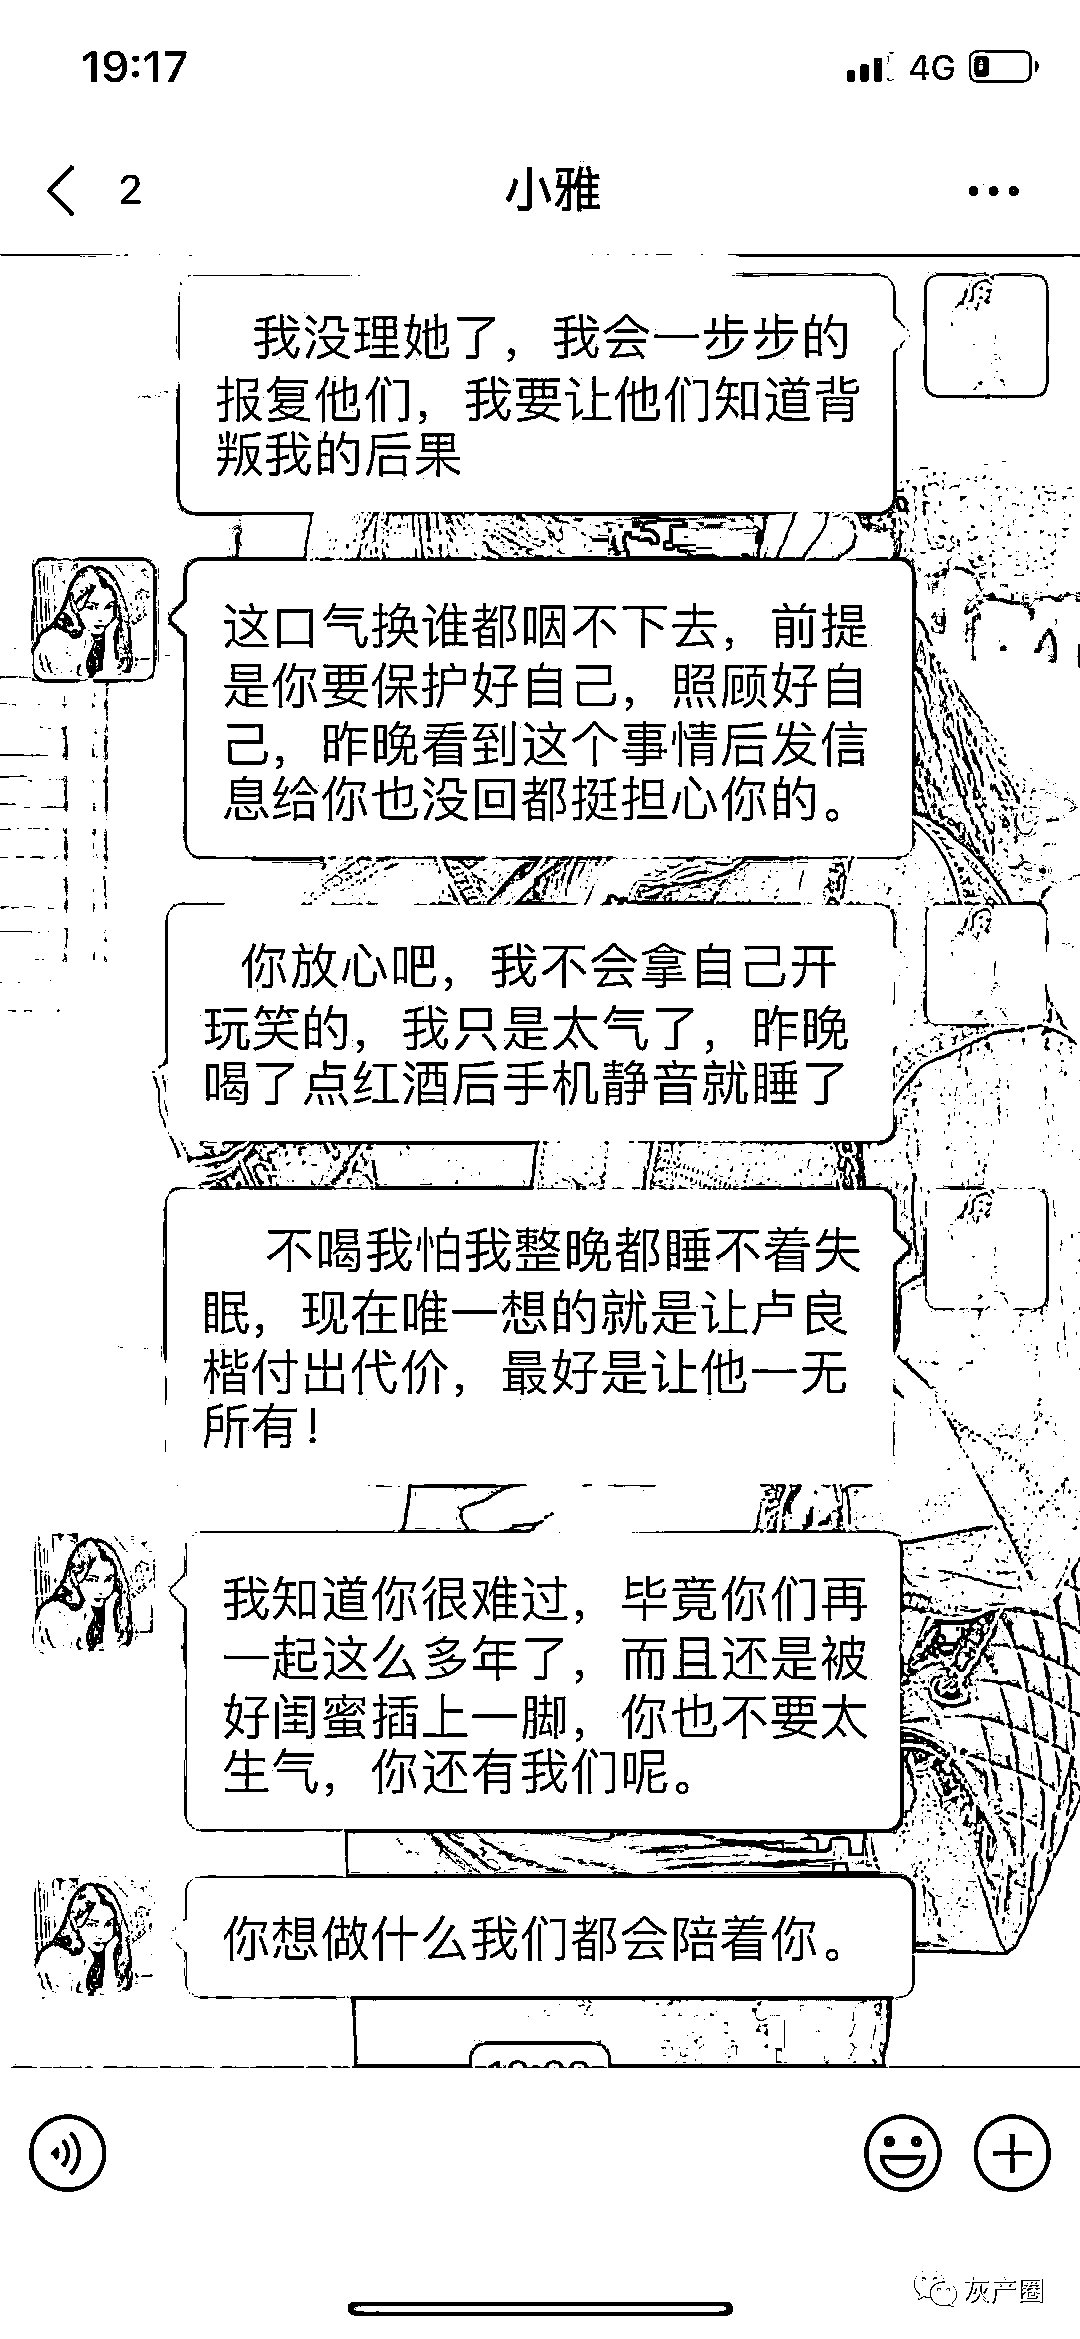 19:17
4G
2
小雅
我没理她了，我会一步步的
报复他们，我要让他们知道背
叛我的后果
这口气换谁都咽不下去，前提
是你要保护好自己，照顾好自
己，昨晚看到这个事情后发信
息给你也没回都挺担心你的。
你放心吧，我不会拿自己开
玩笑的，我只是太气了，昨晚
喝了点红酒后手机静音就睡了
不喝我怕我整晚都睡不着失
眠，现在唯一想的就是让卢良
楷付出代价，最好是让他一无
所有！
我知道你很难过，毕竟你们再
一起这么多年了，而且还是被
好闺蜜插上一脚，你也不要太
生气，你还有我们呢。
你想做什么我们都会陪着你。
灰产圈